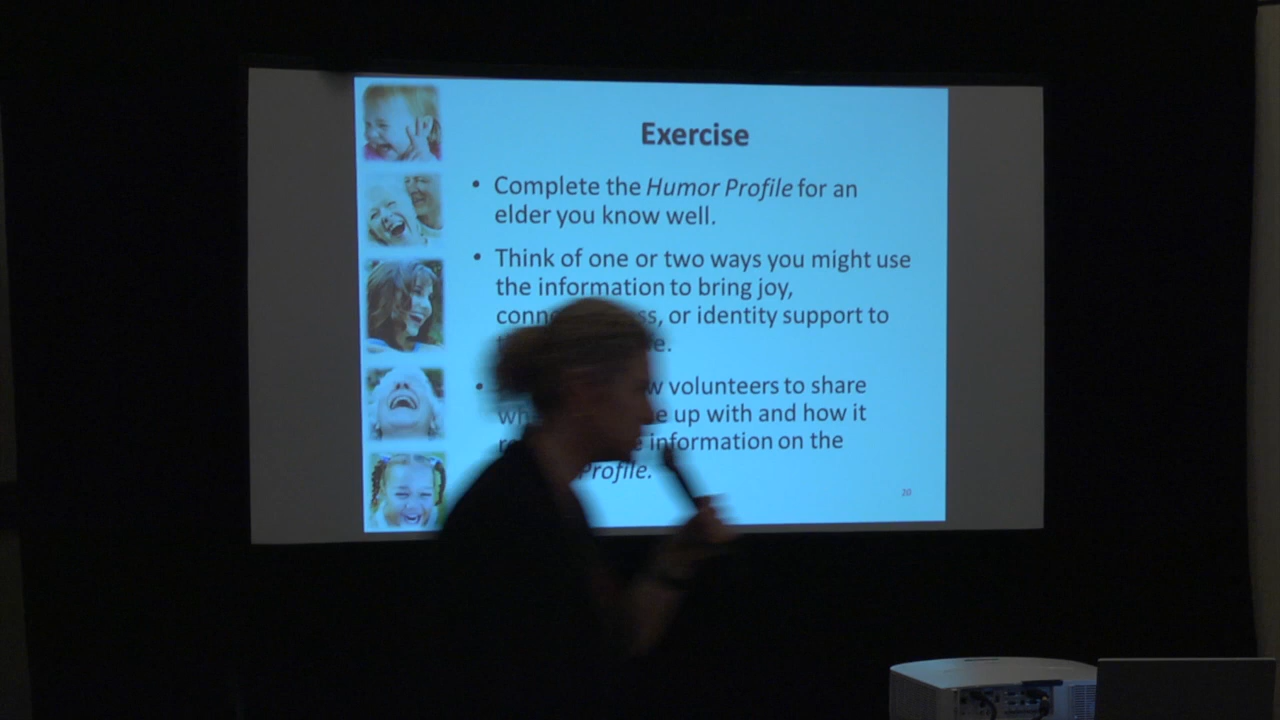 Exercise
• Complete the Humor Profile for an
elder you know well.
• Think of one or two ways you might use
the information to bring joy,
or identity support to
• volunteers to share
up with and how it
information on the
Profile.
20